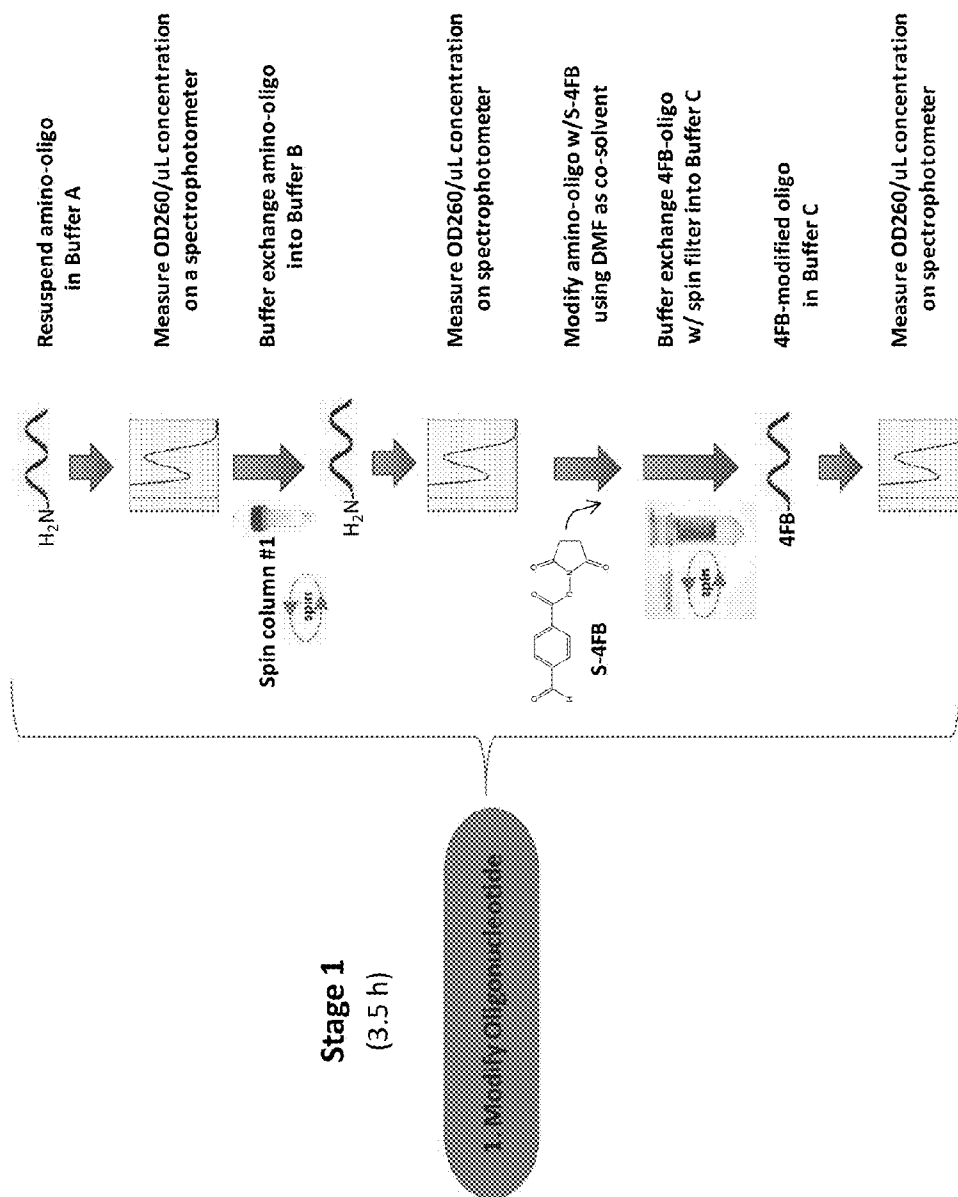 Stage 1
(3.5 h)
1 Modify Oligonucleotide
H₂N-
Resuspend amino-oligo
in Buffer A
Measure OD260/uL concentration
on a spectrophotometer
Spin column #1
spin
Buffer exchange amino-oligo
into Buffer B
H₂N-
Measure OD260/uL concentration
on spectrophotometer
S-4FB
Modify amino-oligo w/S-4FB
using DMF as co-solvent
spin
Buffer exchange 4FB-oligo
w/ spin filter into Buffer C
4FB-
4FB-modified oligo
in Buffer C
Measure OD260/uL concentration
on spectrophotometer